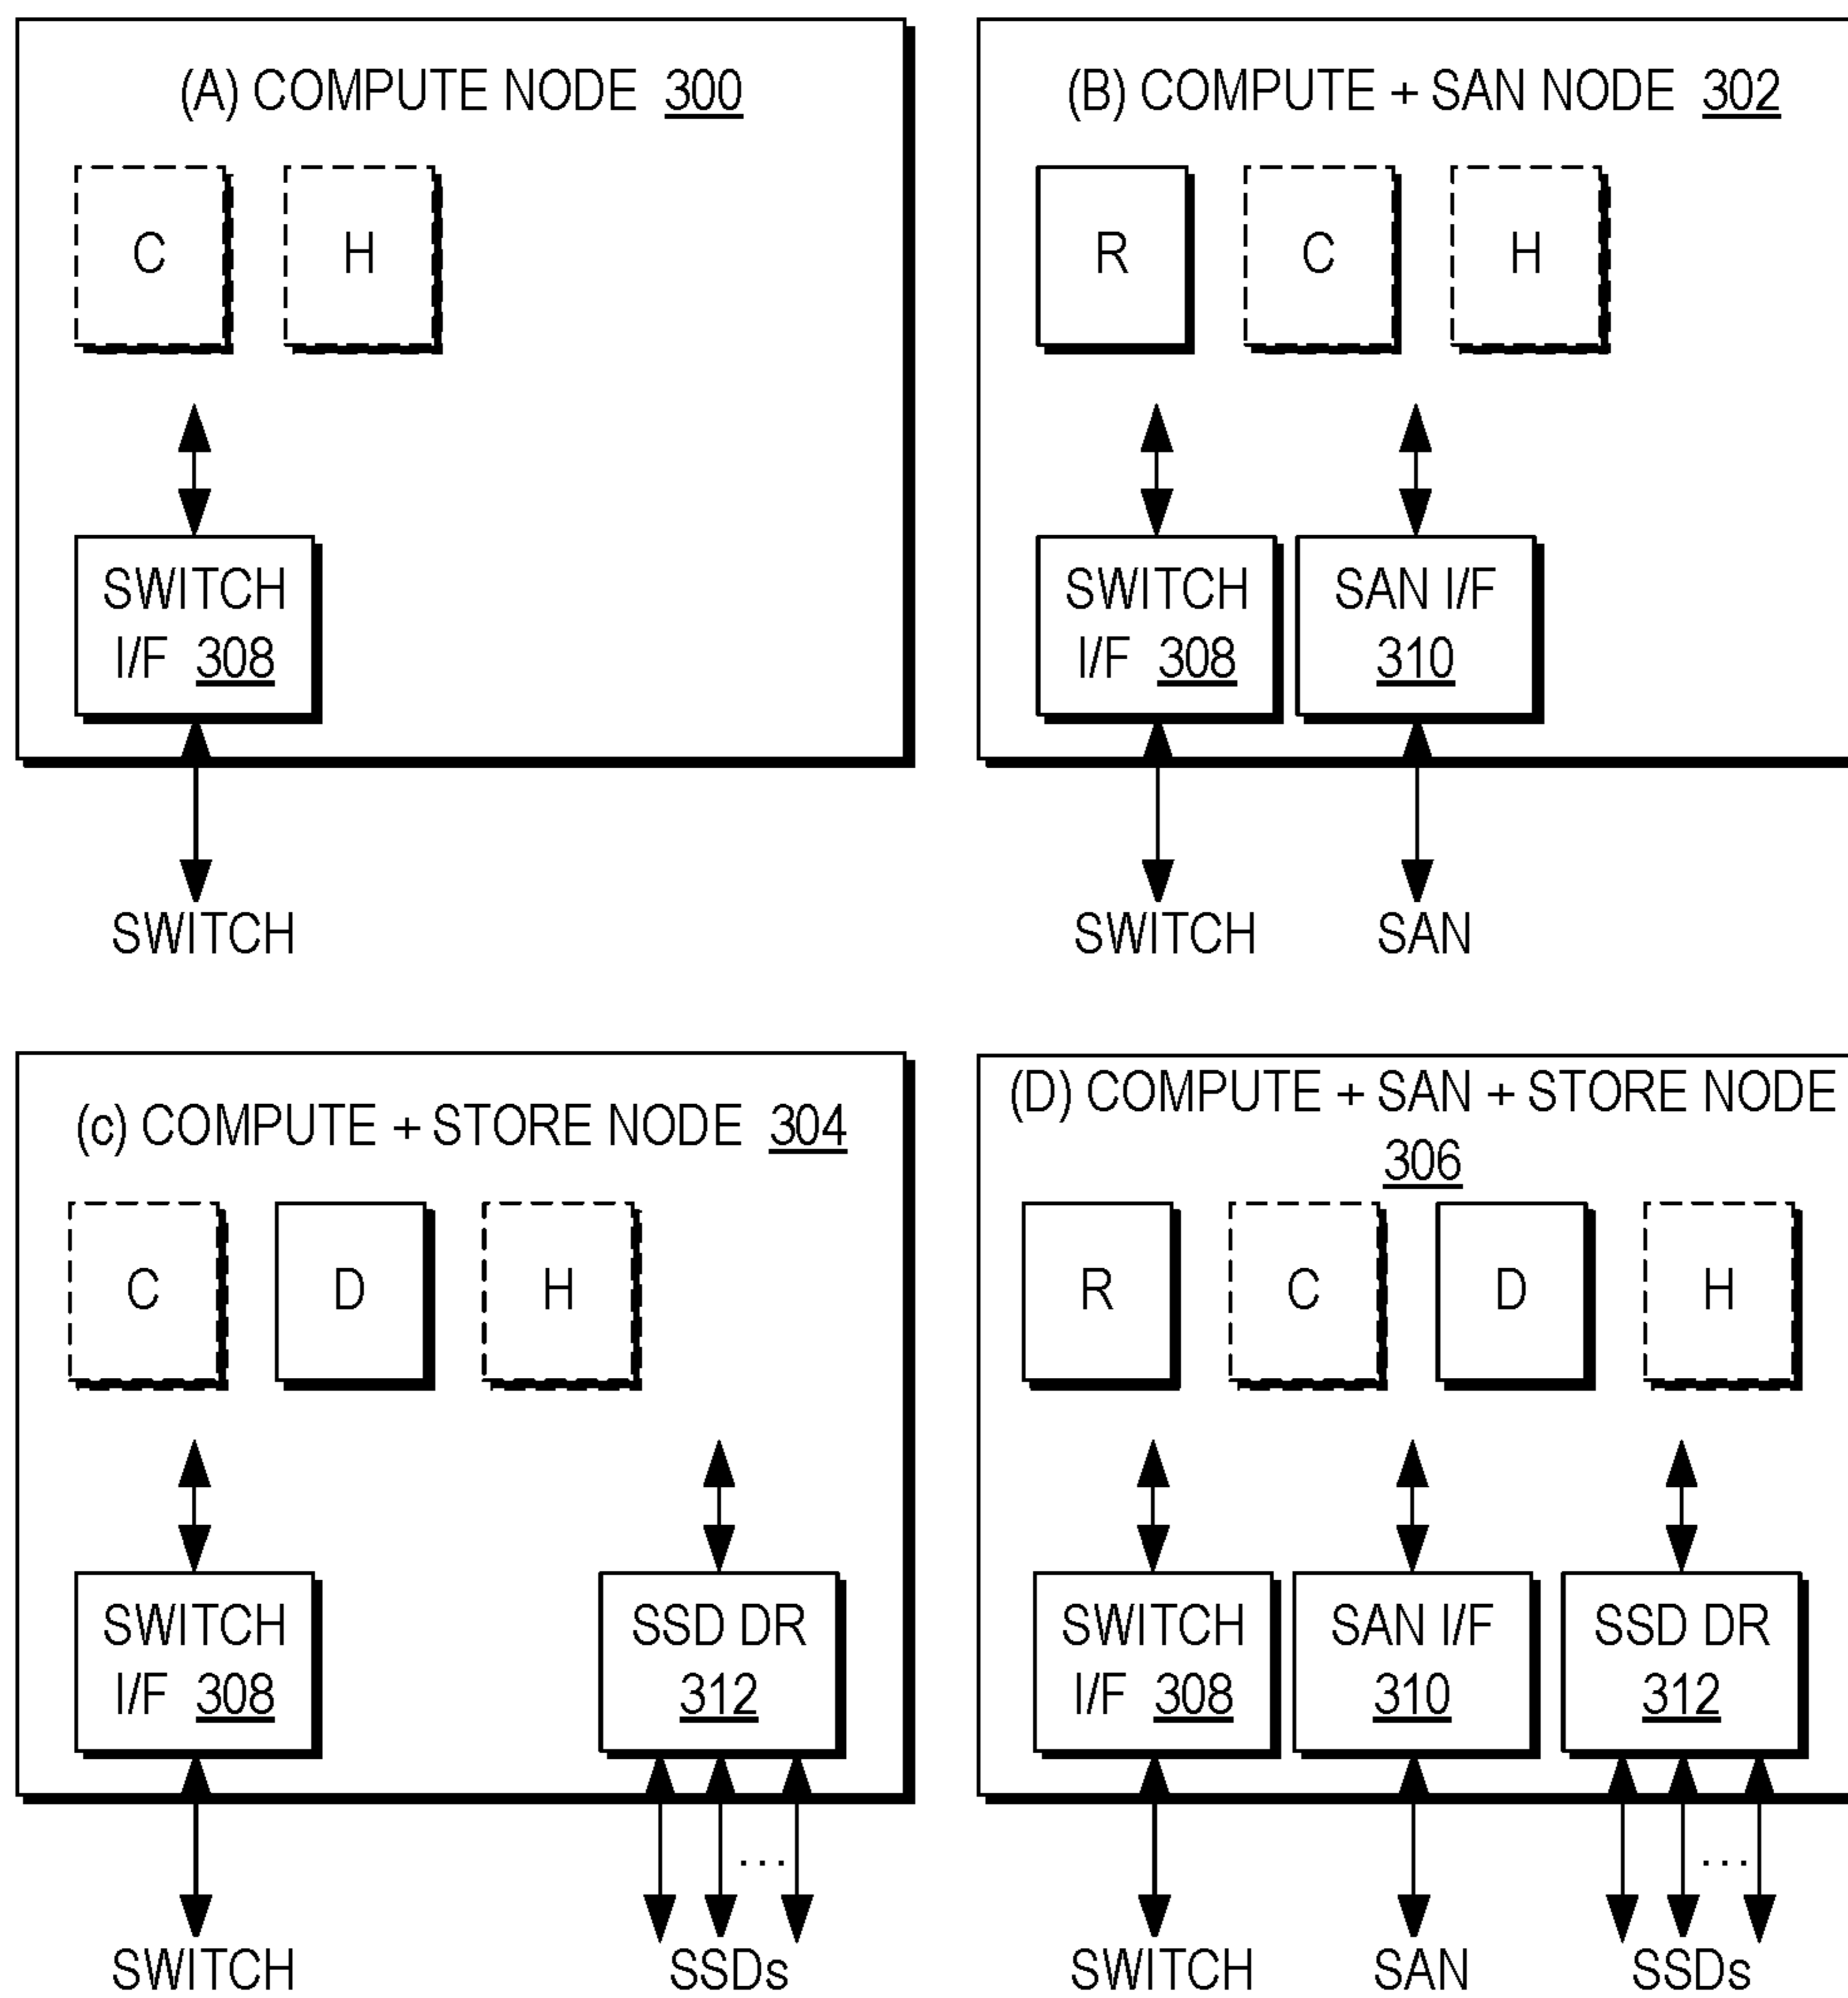 (A) COMPUTE NODE 300
C
H
SWITCH
I/F 308
SWITCH
(B) COMPUTE + SAN NODE 302
R
C
H
SWITCH
I/F 308
SAN I/F
310
SWITCH
SAN
(c) COMPUTE + STORE NODE 304
C
D
H
SWITCH
I/F 308
SSD DR
312
...
SWITCH
SSDs
(D) COMPUTE + SAN + STORE NODE
306
R
C
D
H
SWITCH
I/F 308
SAN I/F
310
SSD DR
312
...
SWITCH
SAN
SSDs